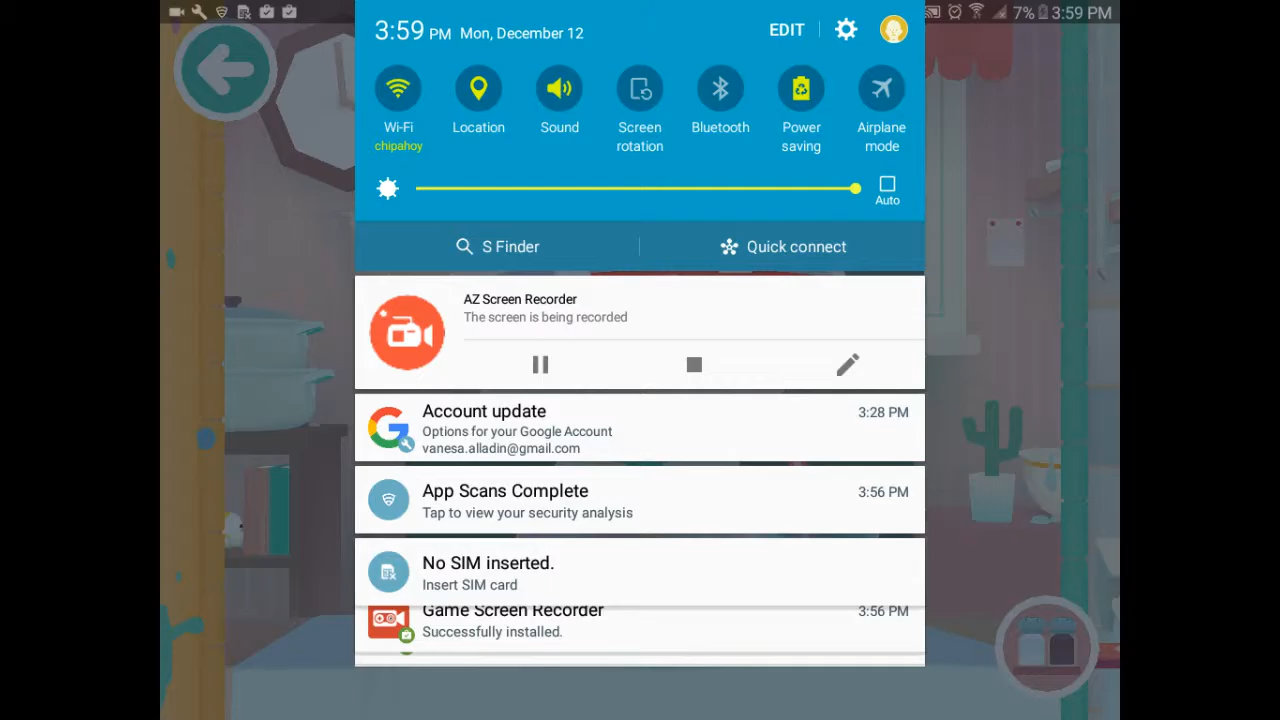 7% 3:59 PM
3:59 PM Mon, December 12
EDIT
Wi-Fi
chipahoy
Location
Sound
Screen
rotation
Bluetooth
Power
saving
Airplane
mode
Auto
S Finder
Quick connect
AZ Screen Recorder
The screen is being recorded
Account update 3:28 PM
Options for your Google Account
vanesa.alladin@gmail.com
App Scans Complete 3:56 PM
Tap to view your security analysis
No SIM inserted.
Insert SIM card
Game Screen Recorder 3:56 PM
Successfully installed.